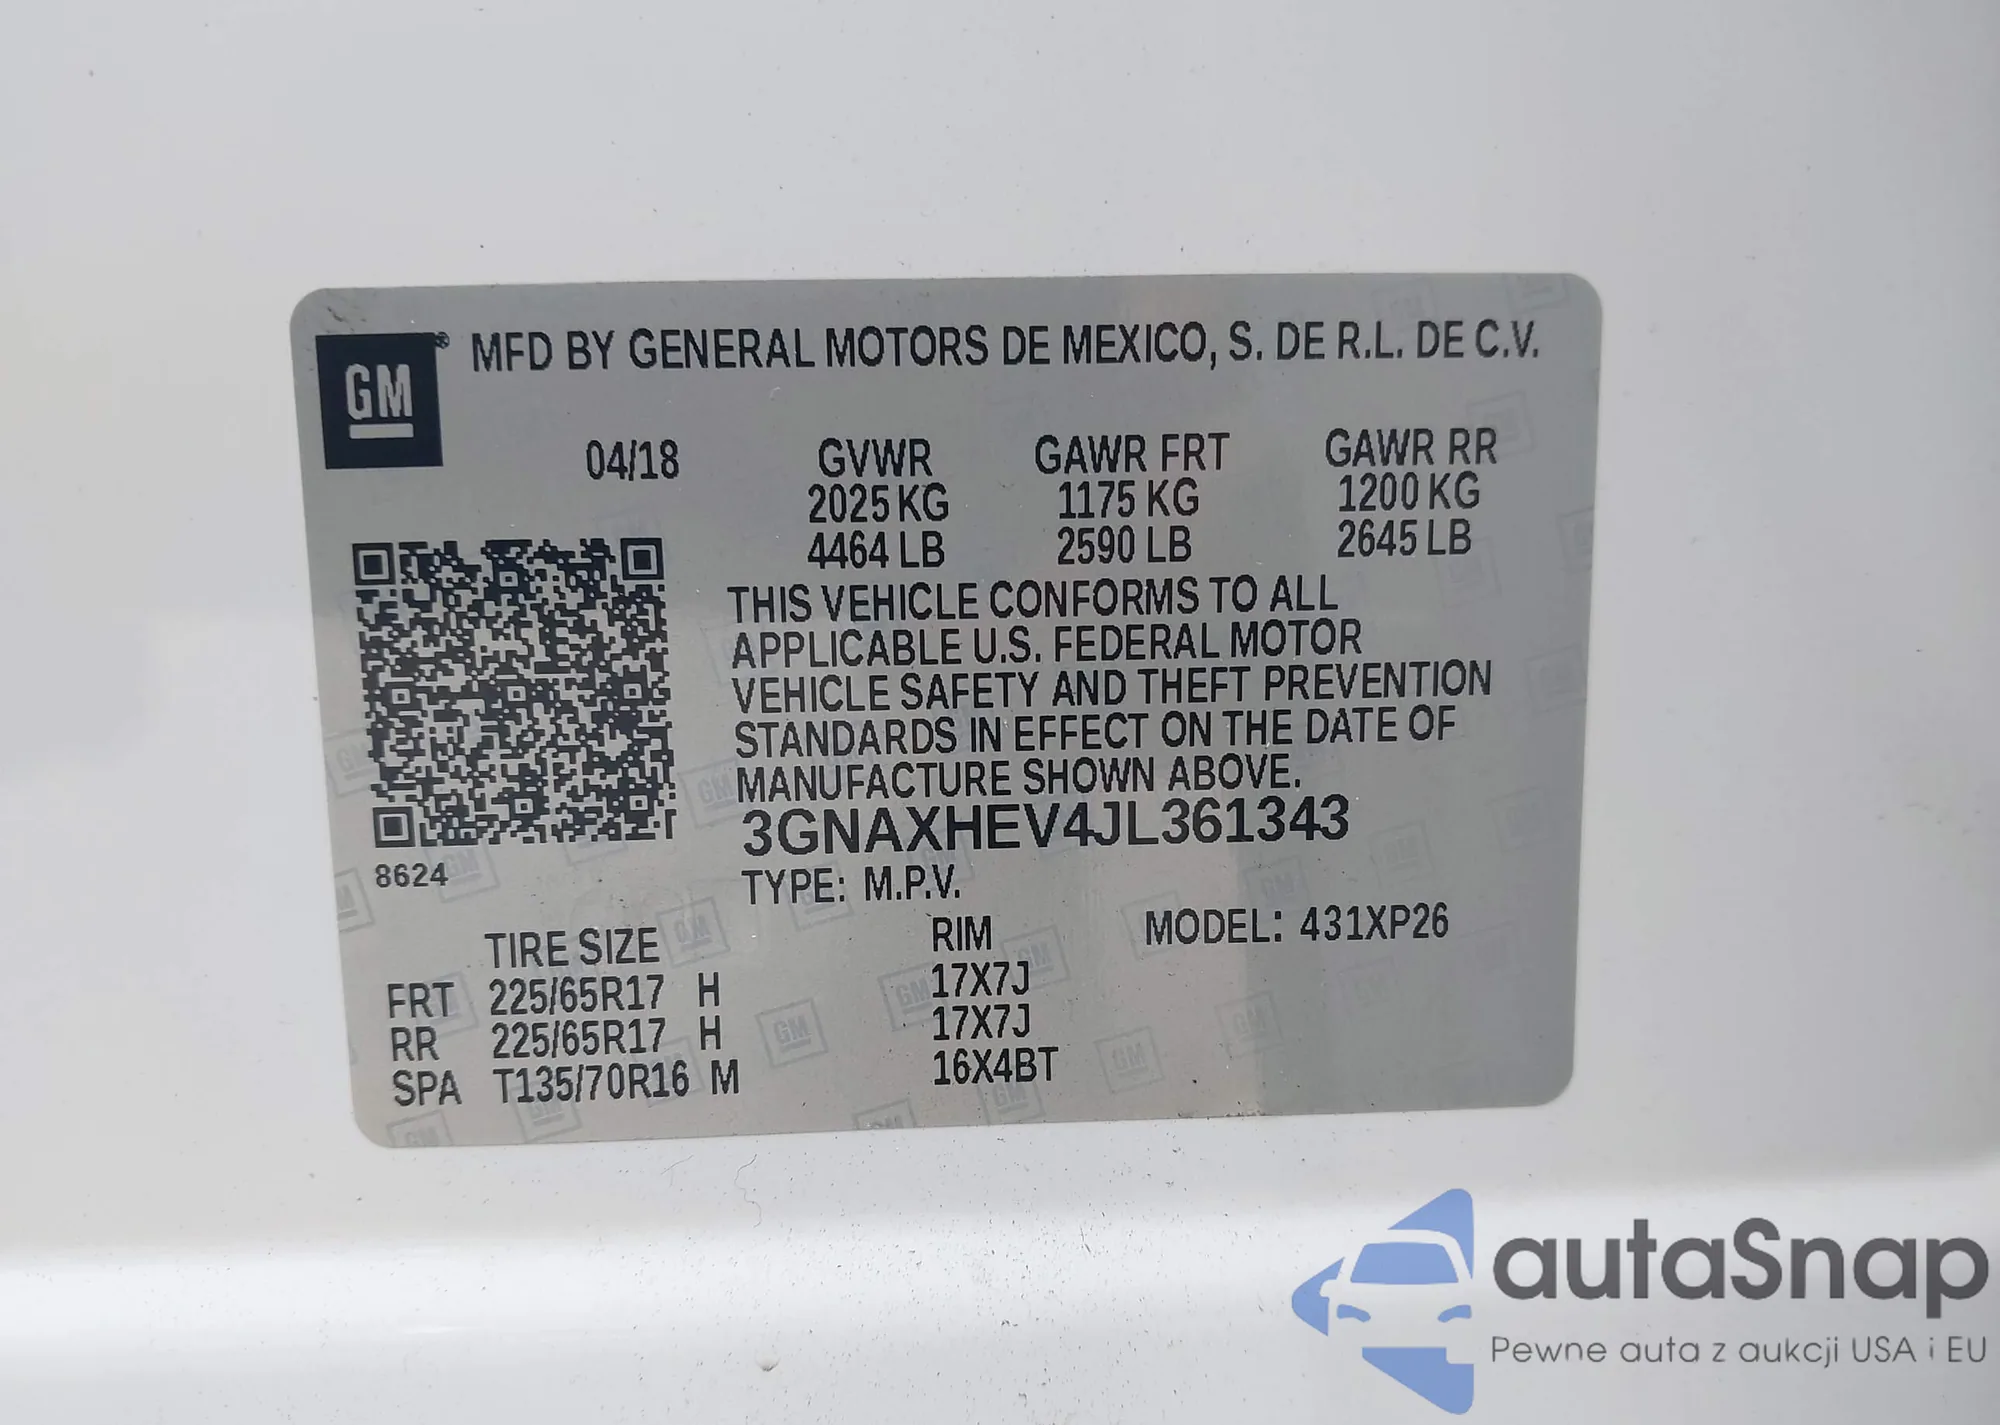 GM® MFD BY GENERAL MOTORS DE MEXICO, S. DE R.L. DE C.V.
04/18 GVWR GAWR FRT GAWR RR
2025 KG 1175 KG 1200 KG
4464 LB 2590 LB 2645 LB
THIS VEHICLE CONFORMS TO ALL
APPLICABLE U.S. FEDERAL MOTOR
VEHICLE SAFETY AND THEFT PREVENTION
STANDARDS IN EFFECT ON THE DATE OF
MANUFACTURE SHOWN ABOVE.
3GNAXHEV4JL361343
8624
TYPE: M.P.V.
TIRE SIZE RIM MODEL: 431XP26
FRT 225/65R17 H 17X7J
RR 225/65R17 H 17X7J
SPA T135/70R16 M 16X4BT
autaSnap
Pewne auta z aukcji USA i EU